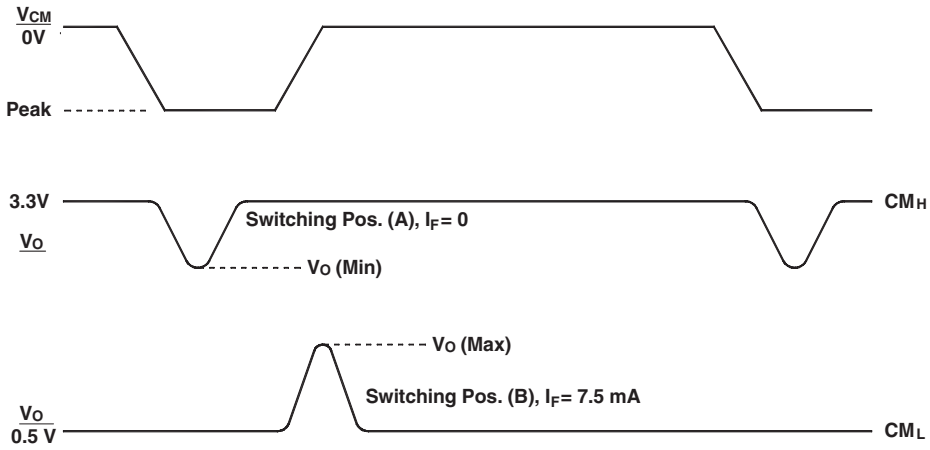 VCM
0V
Peak
3.3V
CMH
Switching Pos. (A), IF= 0
VO
VO (Min)
VO (Max)
Switching Pos. (B), IF= 7.5 mA
VO
0.5 V
CML